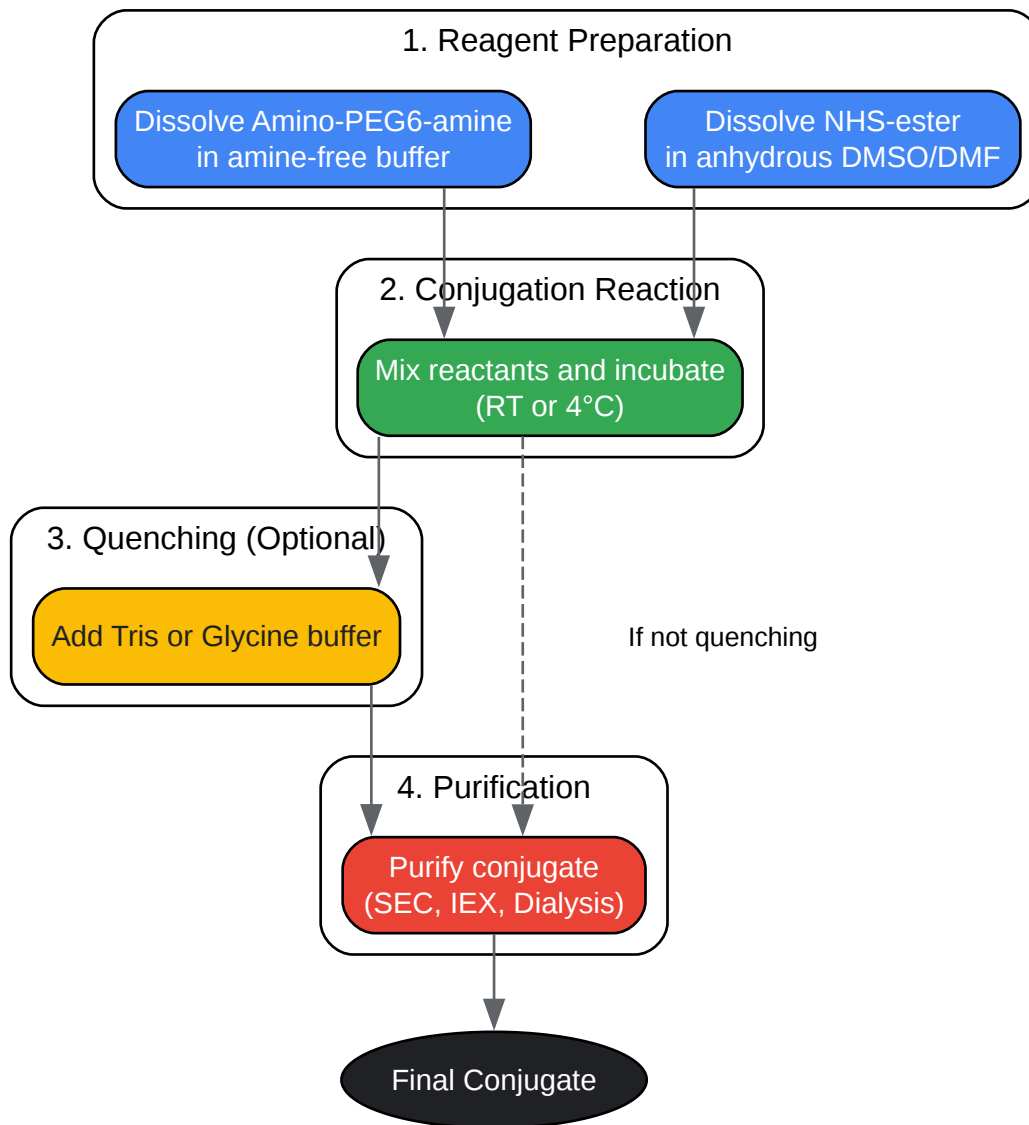 1. Reagent Preparation
Dissolve Amino-PEG6-amine
in amine-free buffer
Dissolve NHS-ester
in anhydrous DMSO/DMF
2. Conjugation Reaction
Mix reactants and incubate
(RT or 4°C)
3. Quenching (Optional)
Add Tris or Glycine buffer
If not quenching
4. Purification
Purify conjugate
(SEC, IEX, Dialysis)
Final Conjugate